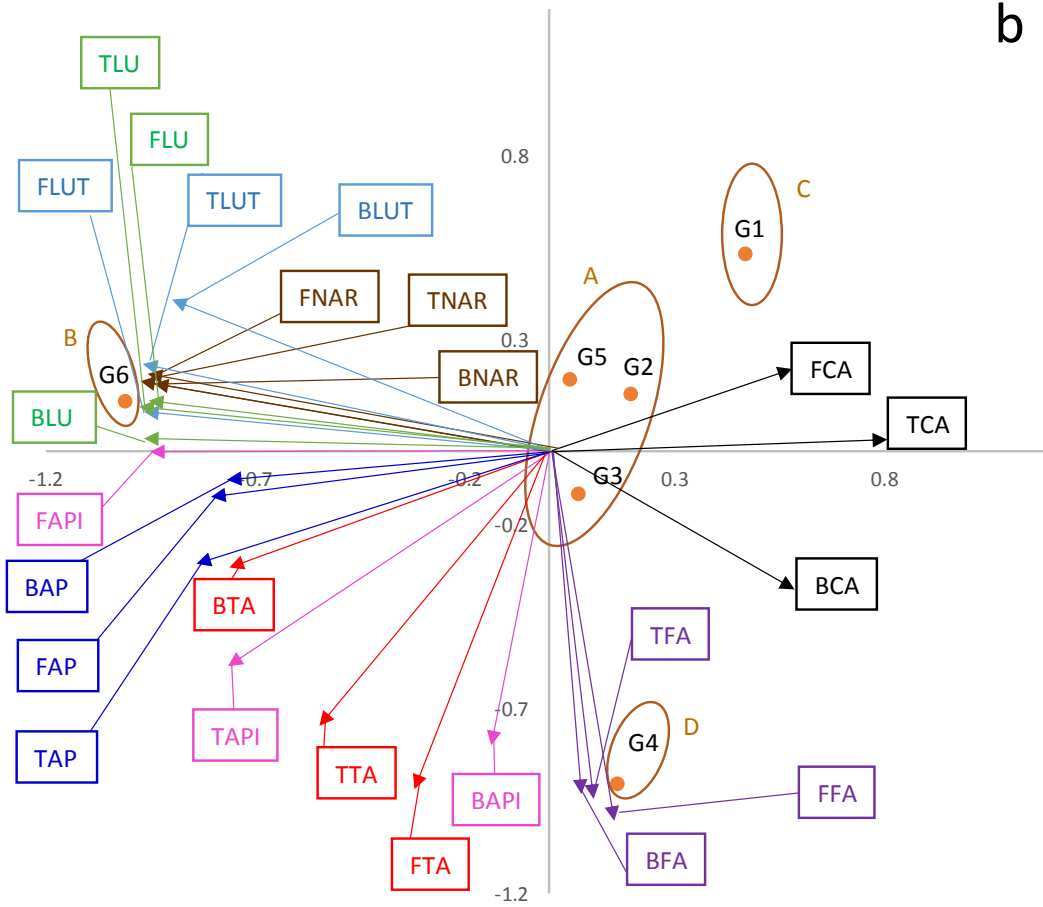 b
TLU
FLU
0.8
FLUT
TLUT
C
BLUT
G1
A
FNAR
TNAR
B
0.3
G5
G2
FCA
G6
BNAR
BLU
TCA
-1.2
-0.7
-0.2
G3
0.3
0.8
FAPI
-0.2
BAP
BCA
BTA
TFA
FAP
-0.7
D
TAPI
G4
TAP
TTA
FFA
BAPI
BFA
FTA
-1.2